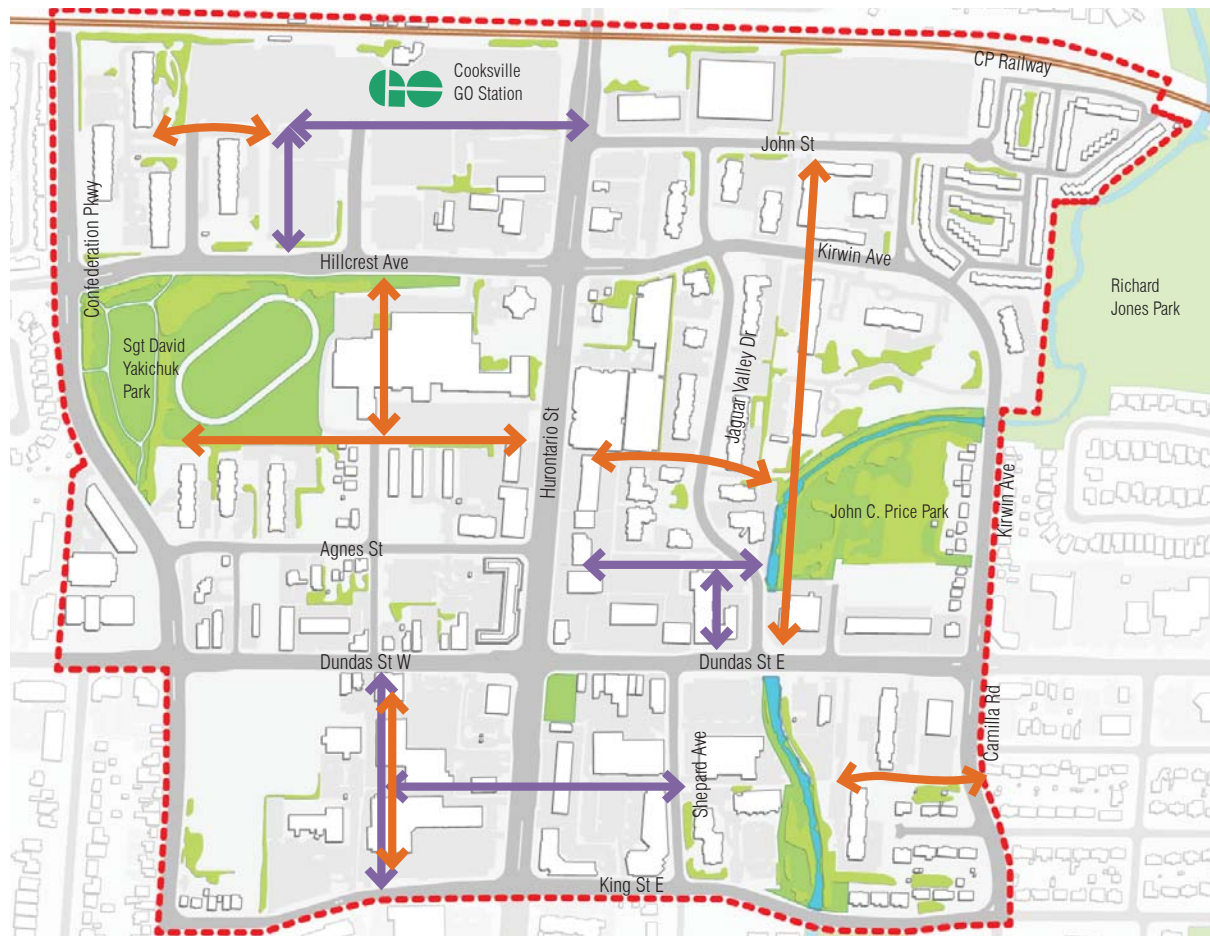 CP Railway
GO
Cooksville
GO Station
John St
Confederation Pkwy
Kirwin Ave
Hillcrest Ave
Richard
Jones Park
Sgt David
Yakichuk
Park
Jaggar Valley Dr
Hurontario St
John C. Price Park
Kirwin Ave
Agnes St
Dundas St W
Dundas St E
Camilla Rd
Shepard Ave
King St E